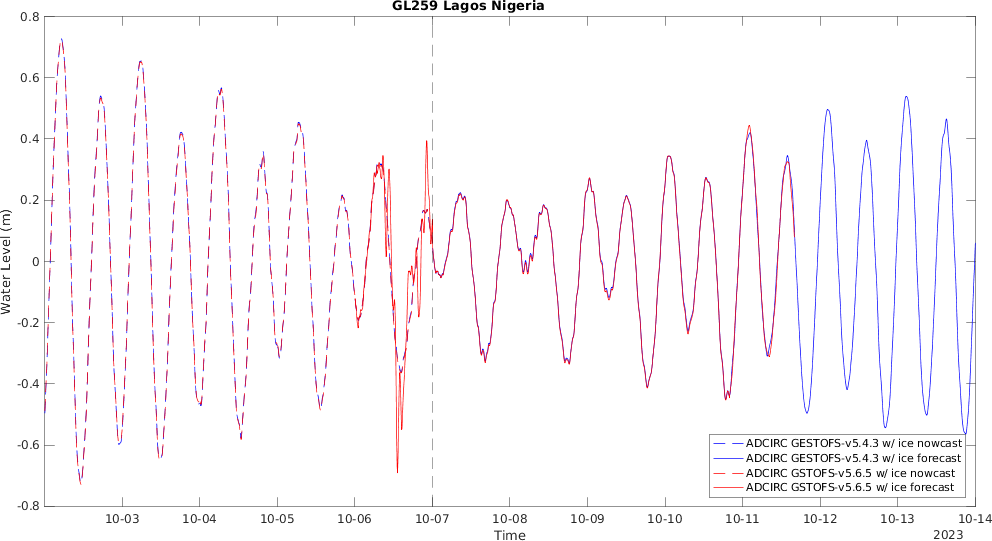 GL259 Lagos Nigeria
0.8
0.6
0.4
0.2
0
-0.2
-0.4
-0.6
-0.8
Water Level (m)
ADCIRC GESTOFS-v5.4.3 w/ ice nowcast
ADCIRC GESTOFS-v5.4.3 w/ ice forecast
ADCIRC GSTOFS-v5.6.5 w/ ice nowcast
ADCIRC GSTOFS-v5.6.5 w/ ice forecast
10-03 10-04 10-05 10-06 10-07 10-08 10-09 10-10 10-11 10-12 10-13 10-14
Time
2023